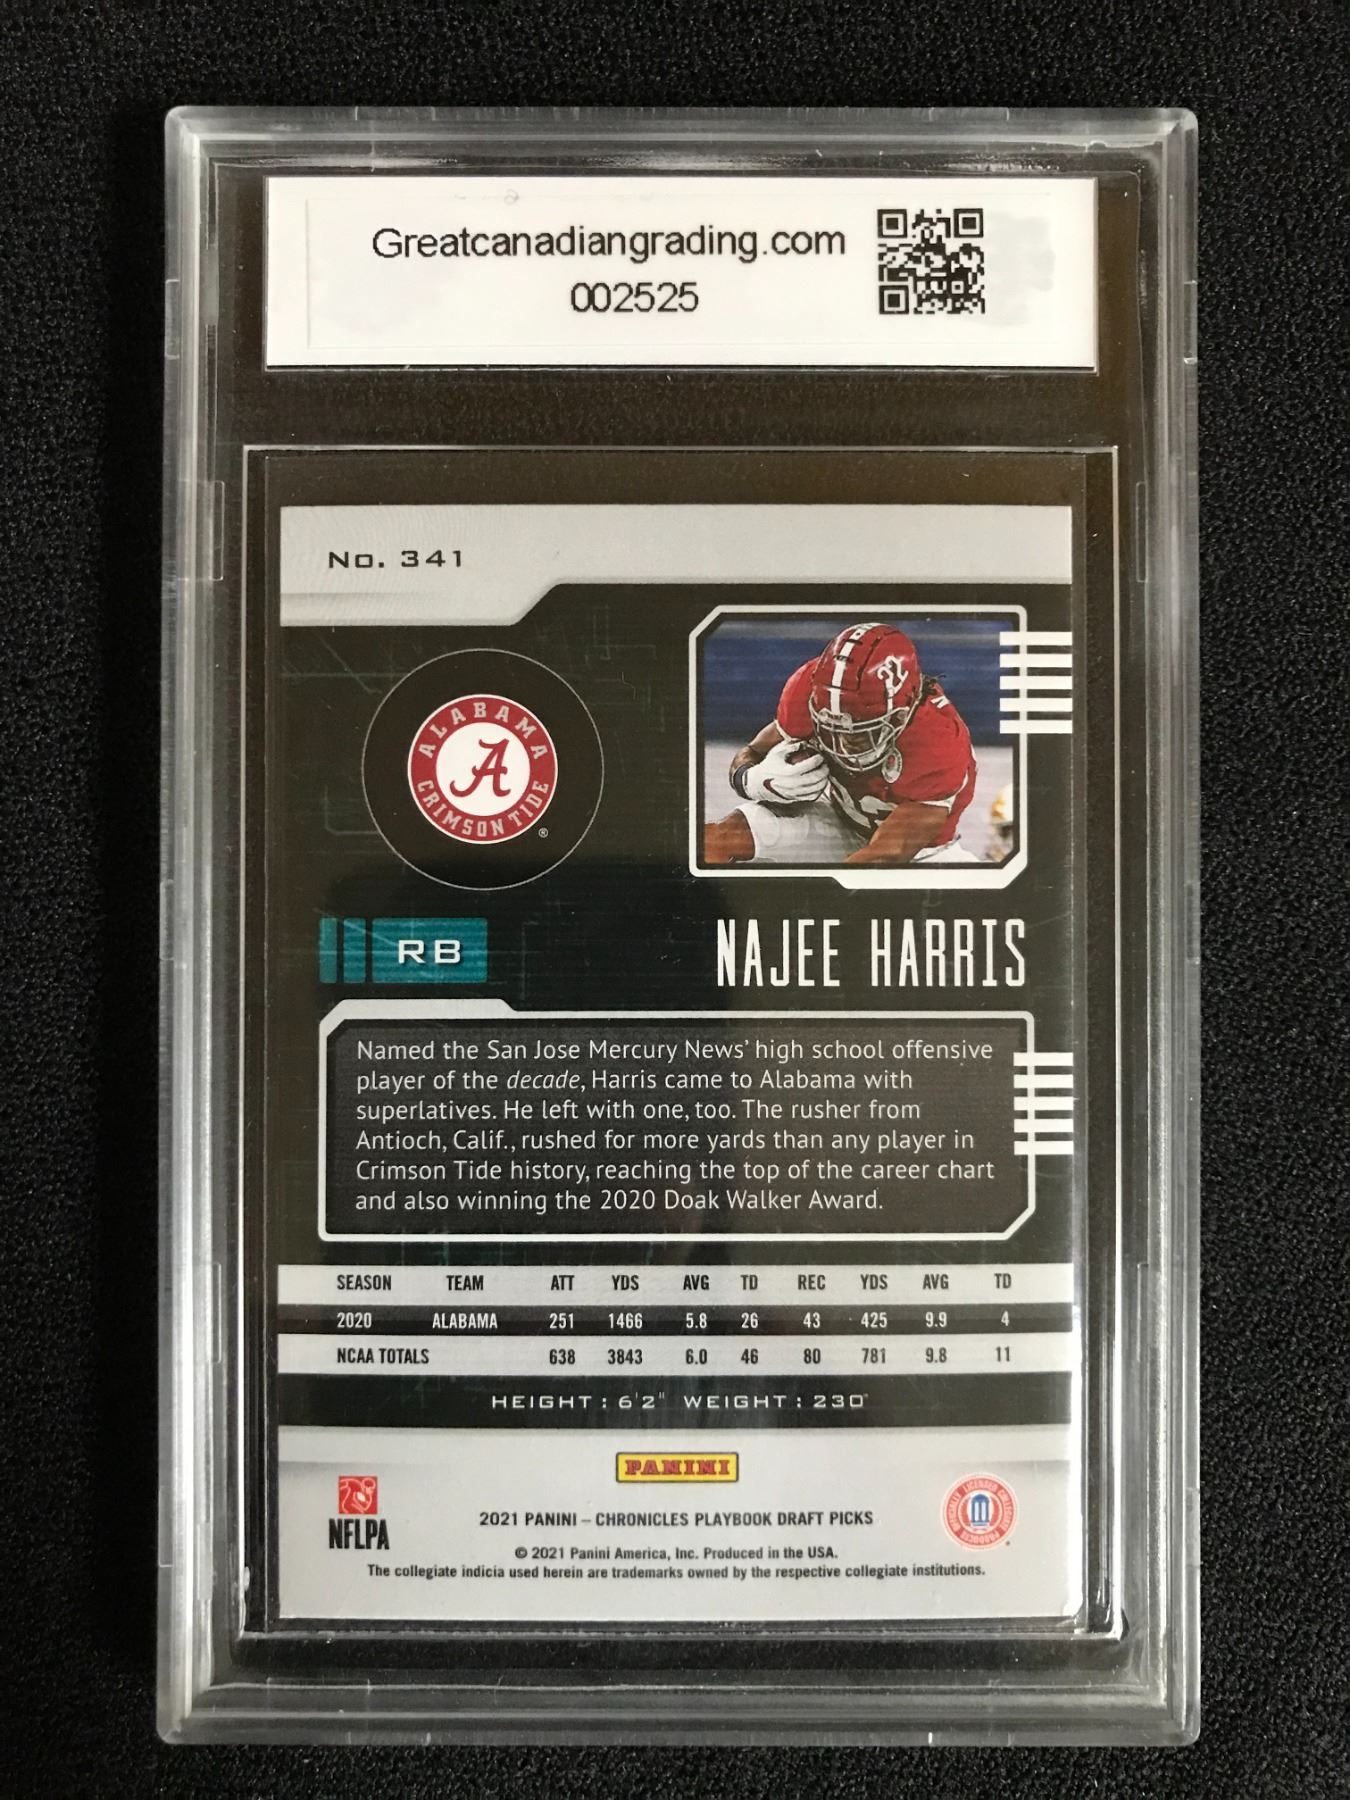 Greatcanadiangrading.com
002525
No. 341
ALABAMA
A
CRIMSON TIDE
®
22
22
RB
NAJEE HARRIS
Named the San Jose Mercury News' high school offensive
player of the decade, Harris came to Alabama with
superlatives. He left with one, too. The rusher from
Antioch, Calif., rushed for more yards than any player in
Crimson Tide history, reaching the top of the career chart
and also winning the 2020 Doak Walker Award.
SEASON TEAM ATT YDS AVG TD REC YDS AVG TD
2020 ALABAMA 251 1466 5.8 26 43 425 9.9 4
NCAA TOTALS 638 3843 6.0 46 80 781 9.8 11
HEIGHT : 6'2" WEIGHT : 230
PANINI
NFLPA
OFFICIALLY LICENSED COLLEGIATE PRODUCTS
2021 PANINI – CHRONICLES PLAYBOOK DRAFT PICKS
© 2021 Panini America, Inc. Produced in the USA.
The collegiate indicia used herein are trademarks owned by the respective collegiate institutions.